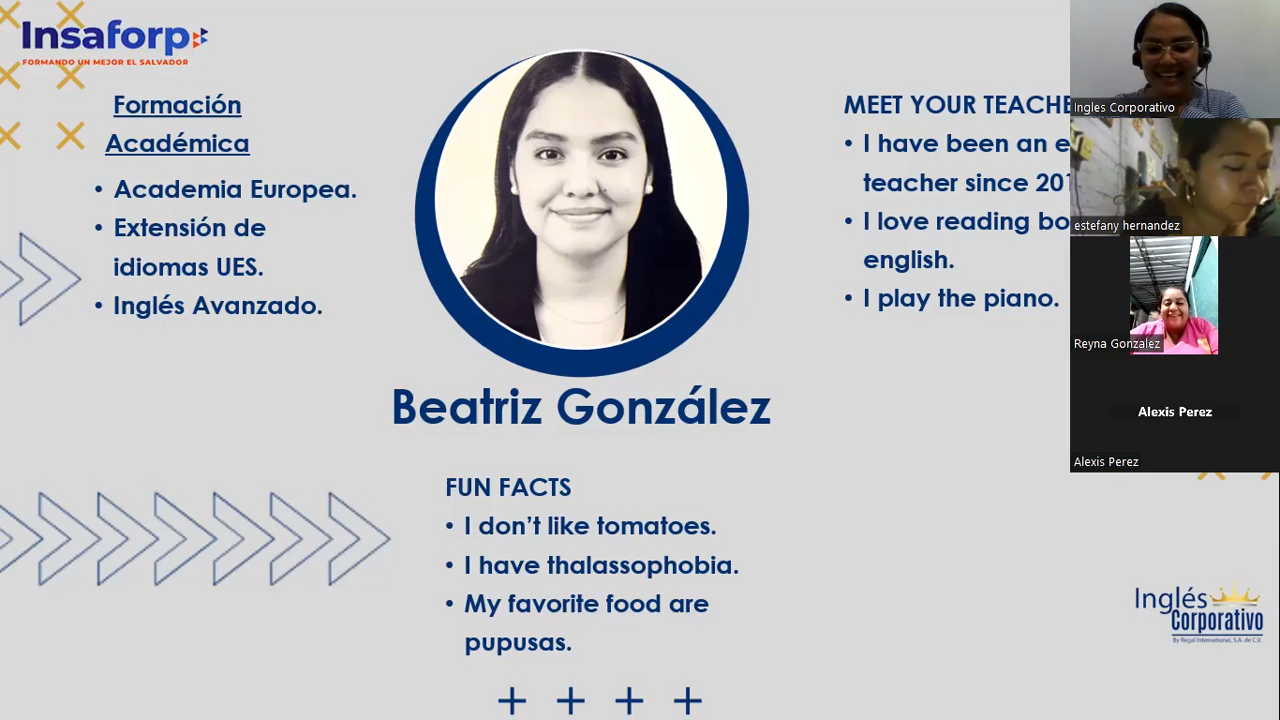 Insaforp
FORMANDO UN MEJOR EL SALVADOR
Formación
Académica
• Academia Europea.
• Extensión de
idiomas UES.
• Inglés Avanzado.
Beatriz González
FUN FACTS
• I don't like tomatoes.
• I have thalassophobia.
• My favorite food are
pupusas.
MEET YOUR TEACHE
• I have been an e
teacher since 201
• I love reading bo
english.
• I play the piano.
Ingles Corporativo
estefany hernandez
Reyna Gonzalez
Alexis Perez
Alexis Perez
Inglés
Corporativo
By Regal International, S.A. de C.V.